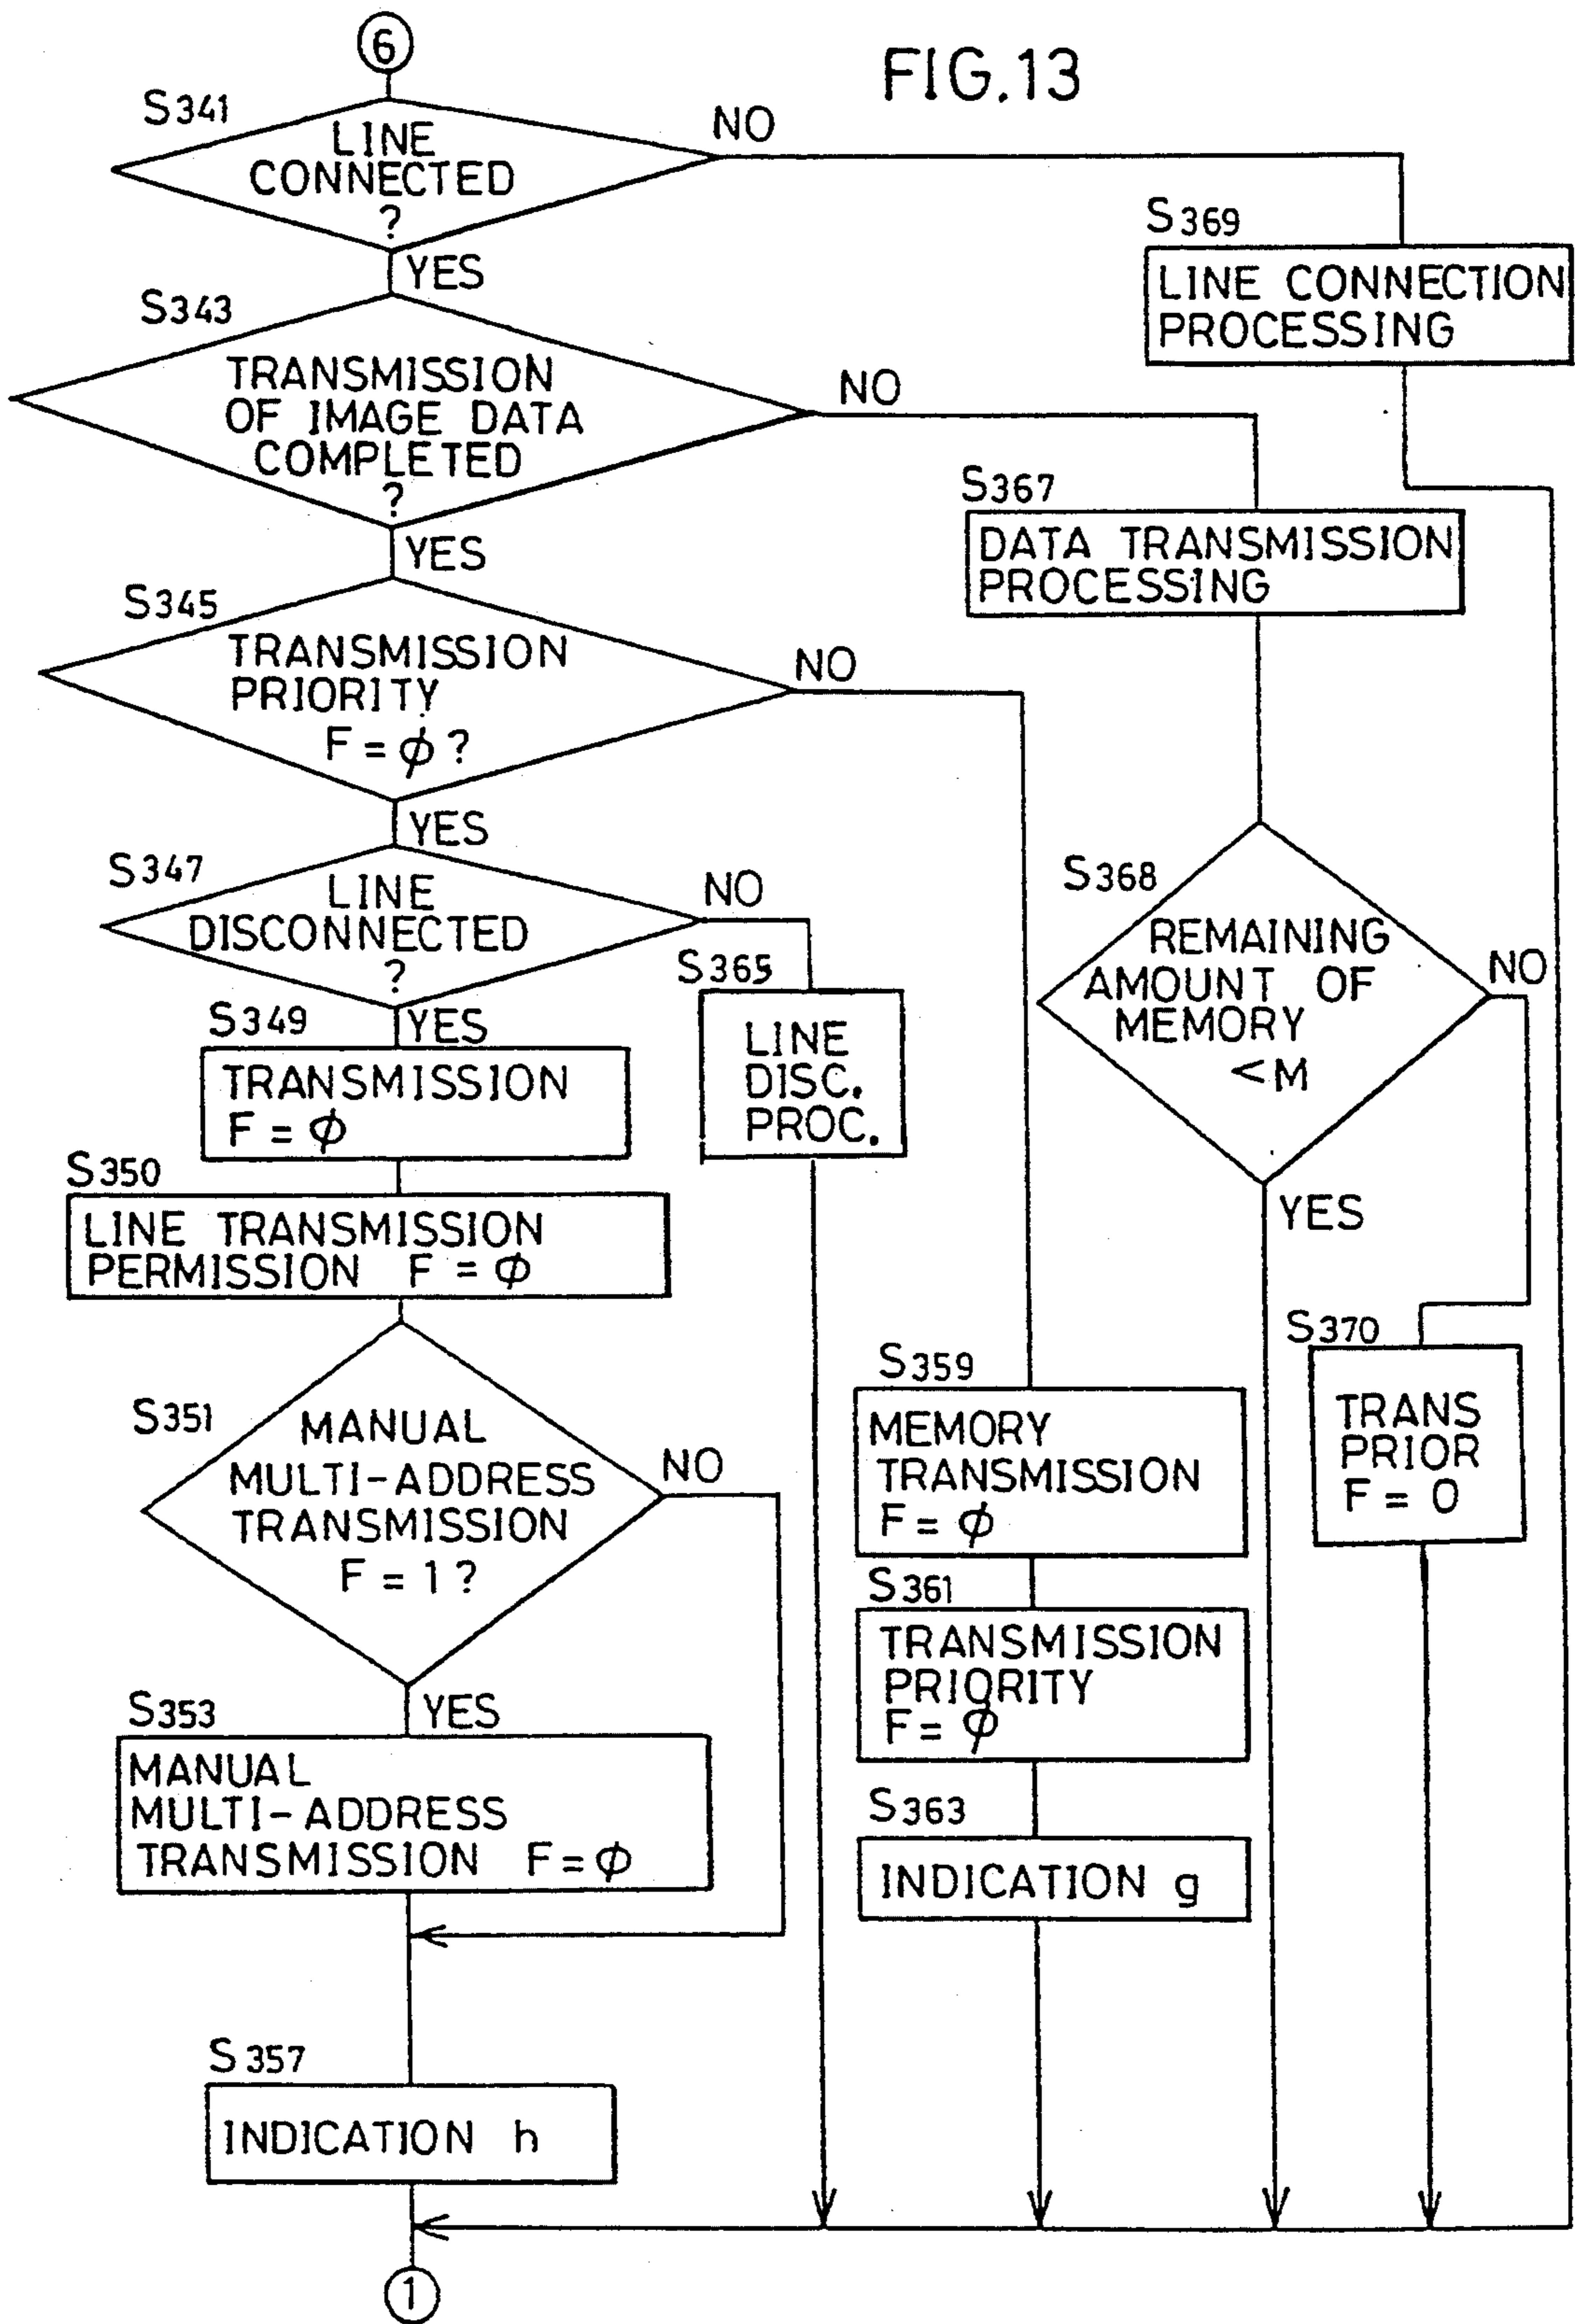 6
FIG.13
S341
LINE
CONNECTED
?
NO
YES
S369
LINE CONNECTION
PROCESSING
S343
TRANSMISSION
OF IMAGE DATA
COMPLETED
?
NO
YES
S367
DATA TRANSMISSION
PROCESSING
S345
TRANSMISSION
PRIORITY
F = ϕ ?
NO
YES
S347
LINE
DISCONNECTED
?
NO
YES
S368
REMAINING
AMOUNT OF
MEMORY
< M
NO
YES
S365
LINE
DISC.
PROC.
S349
TRANSMISSION
F = ϕ
S350
LINE TRANSMISSION
PERMISSION F = ϕ
S351
MANUAL
MULTI-ADDRESS
TRANSMISSION
F = 1 ?
NO
YES
S359
MEMORY
TRANSMISSION
F = ϕ
S370
TRANS
PRIOR
F = 0
S361
TRANSMISSION
PRIORITY
F = ϕ
S353
MANUAL
MULTI-ADDRESS
TRANSMISSION F = ϕ
S363
INDICATION g
S357
INDICATION h
1